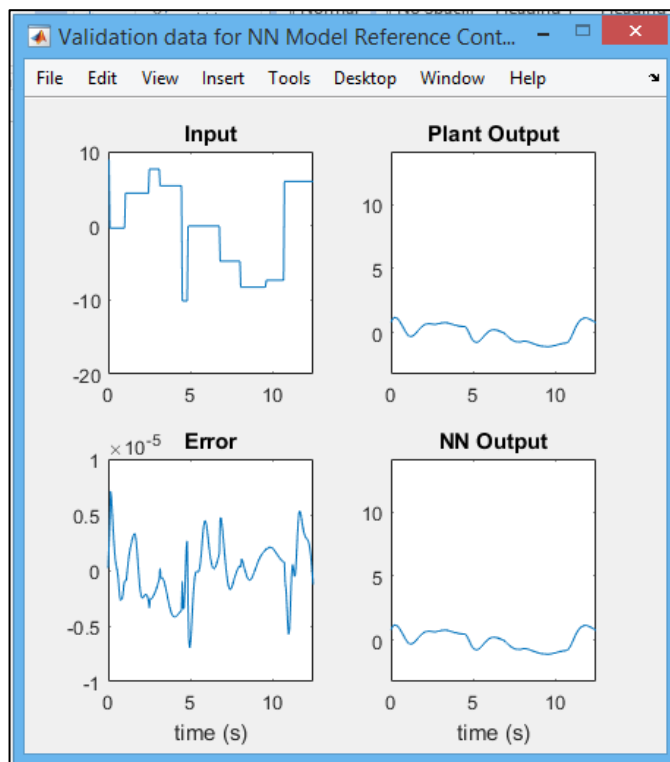 Validation data for NN Model Reference Cont...
File Edit View Insert Tools Desktop Window Help
Input
10
0
-10
-20
0 5 10
Plant Output
10
5
0
0 5 10
Error
×10-5
1
0.5
0
-0.5
-1
0 5 10
time (s)
NN Output
10
5
0
0 5 10
time (s)